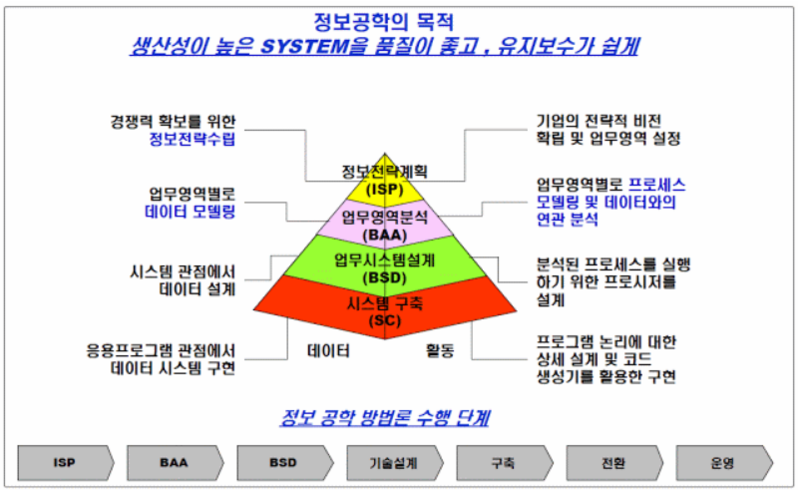 정보공학의 목적
생산성이 높은 SYSTEM을 품질이 좋고 , 유지보수가 쉽게
경쟁력 확보를 위한
정보전략수립
기업의 전략적 비전
확립 및 업무영역 설정
정보전략계획
(ISP)
업무영역별로
데이터 모델링
업무영역별로 프로세스
모델링 및 데이터와의
연관 분석
업무영역분석
(BAA)
시스템 관점에서
데이터 설계
업무시스템설계
(BSD)
분석된 프로세스를 실행
하기 위한 프로시저를
설계
시스템 구축
(SC)
응용프로그램 관점에서
데이터 시스템 구현
데이터
활동
프로그램 논리에 대한
상세 설계 및 코드
생성기를 활용한 구현
정보 공학 방법론 수행 단계
ISP
BAA
BSD
기술설계
구축
전환
운영